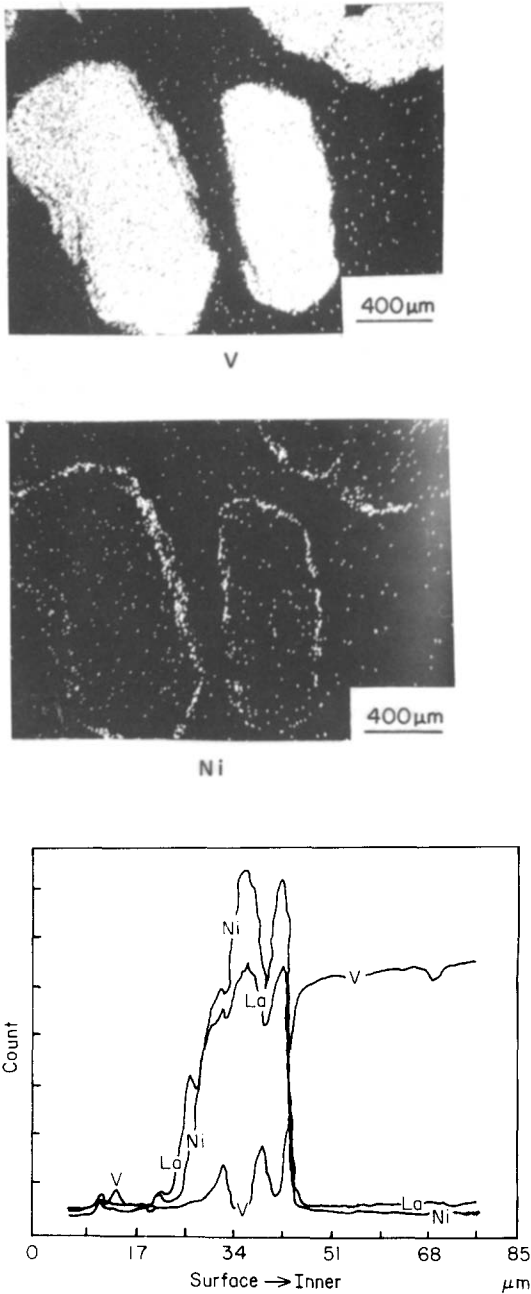 400μm
V
400μm
Ni
Ni
La
V
Count
La
Ni
V
V
La
Ni
0 17 34 51 68 85
Surface → Inner μm